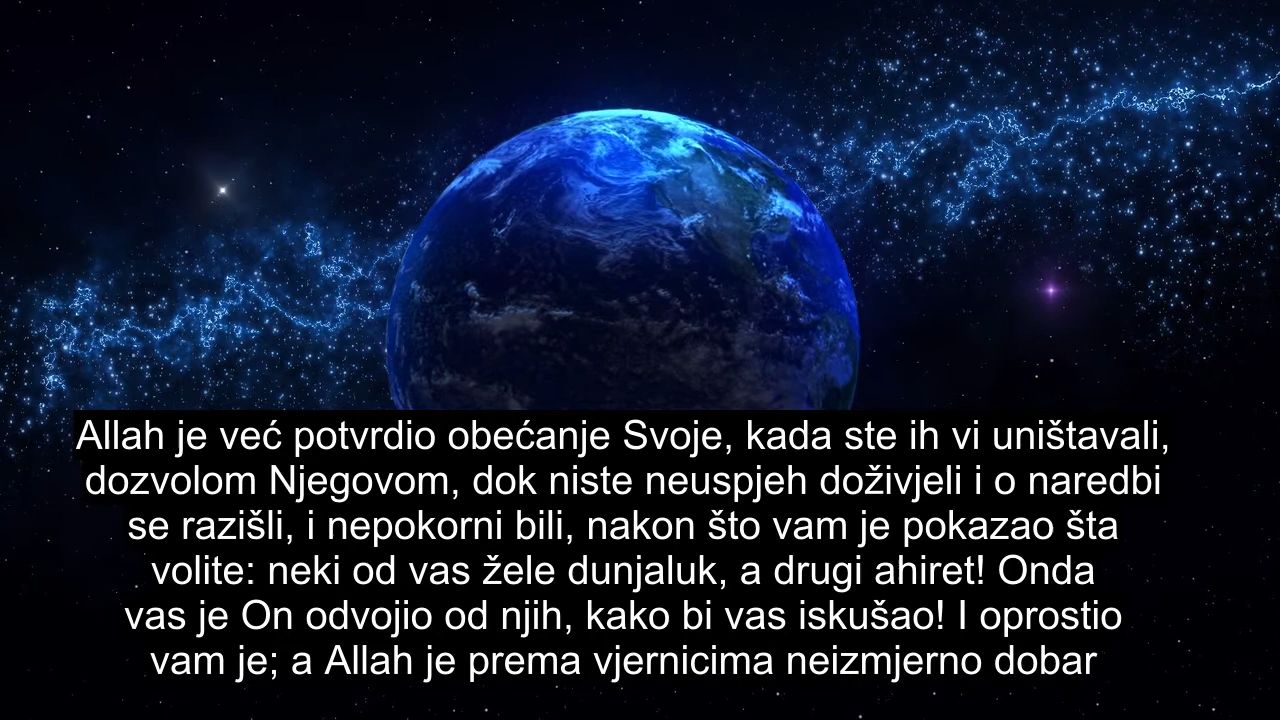 Allah je već potvrdio obećanje Svoje, kada ste ih vi uništavali,
dozvolom Njegovom, dok niste neuspjeh doživjeli i o naredbi
se razišli, i nepokorni bili, nakon što vam je pokazao šta
volite: neki od vas žele dunjaluk, a drugi ahiret! Onda
vas je On odvojio od njih, kako bi vas iskušao! I oprostio
vam je; a Allah je prema vjernicima neizmjerno dobar